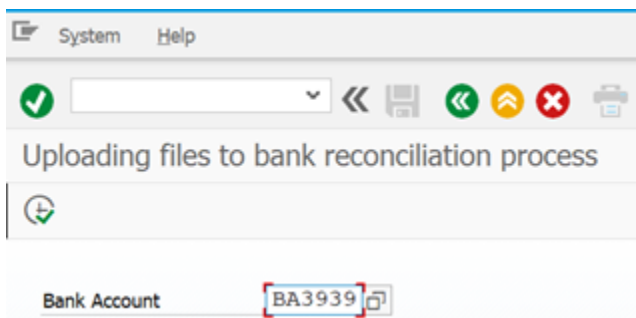 System Help
Uploading files to bank reconciliation process
Bank Account BA3939